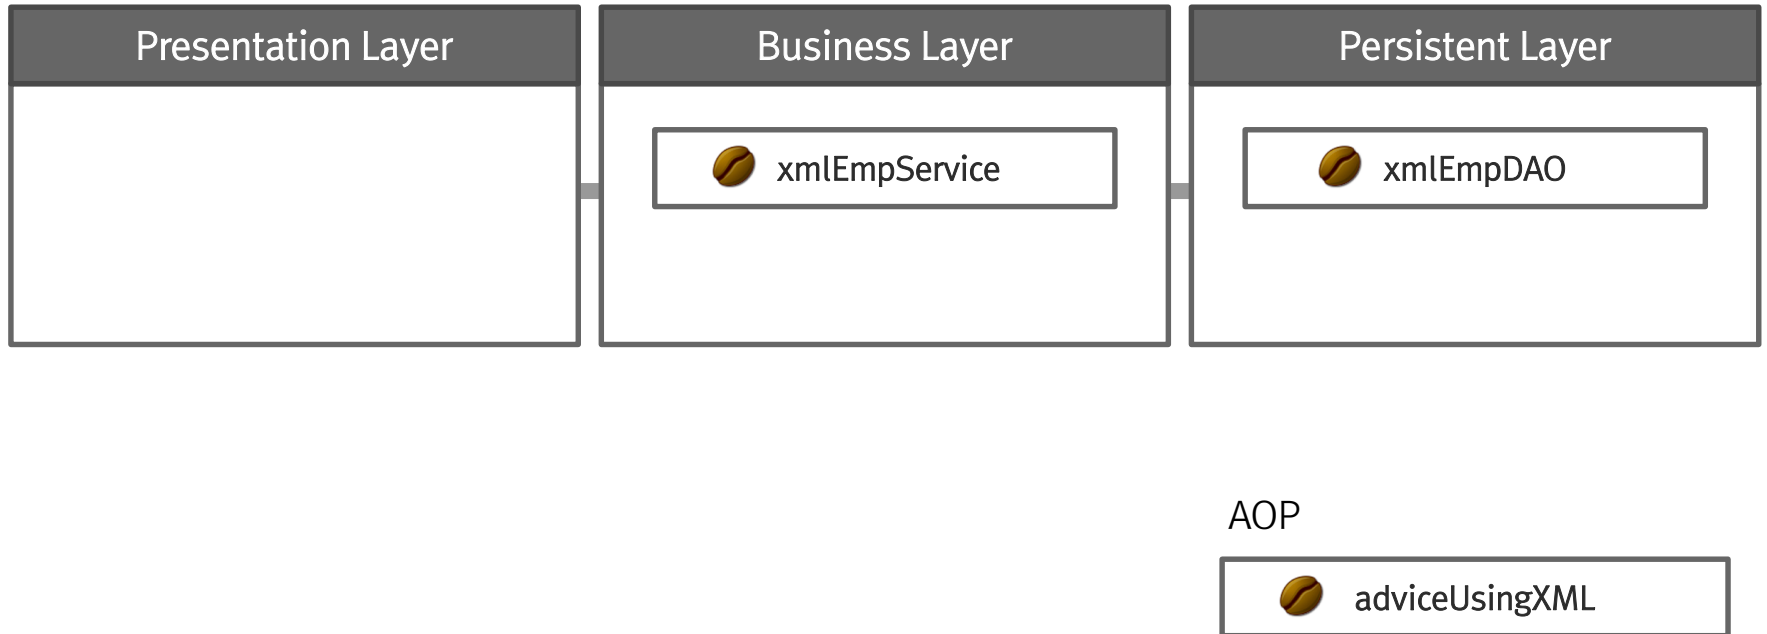 Presentation Layer
Business Layer
Persistent Layer
xmlEmpService
xmlEmpDAO
AOP
adviceUsingXML